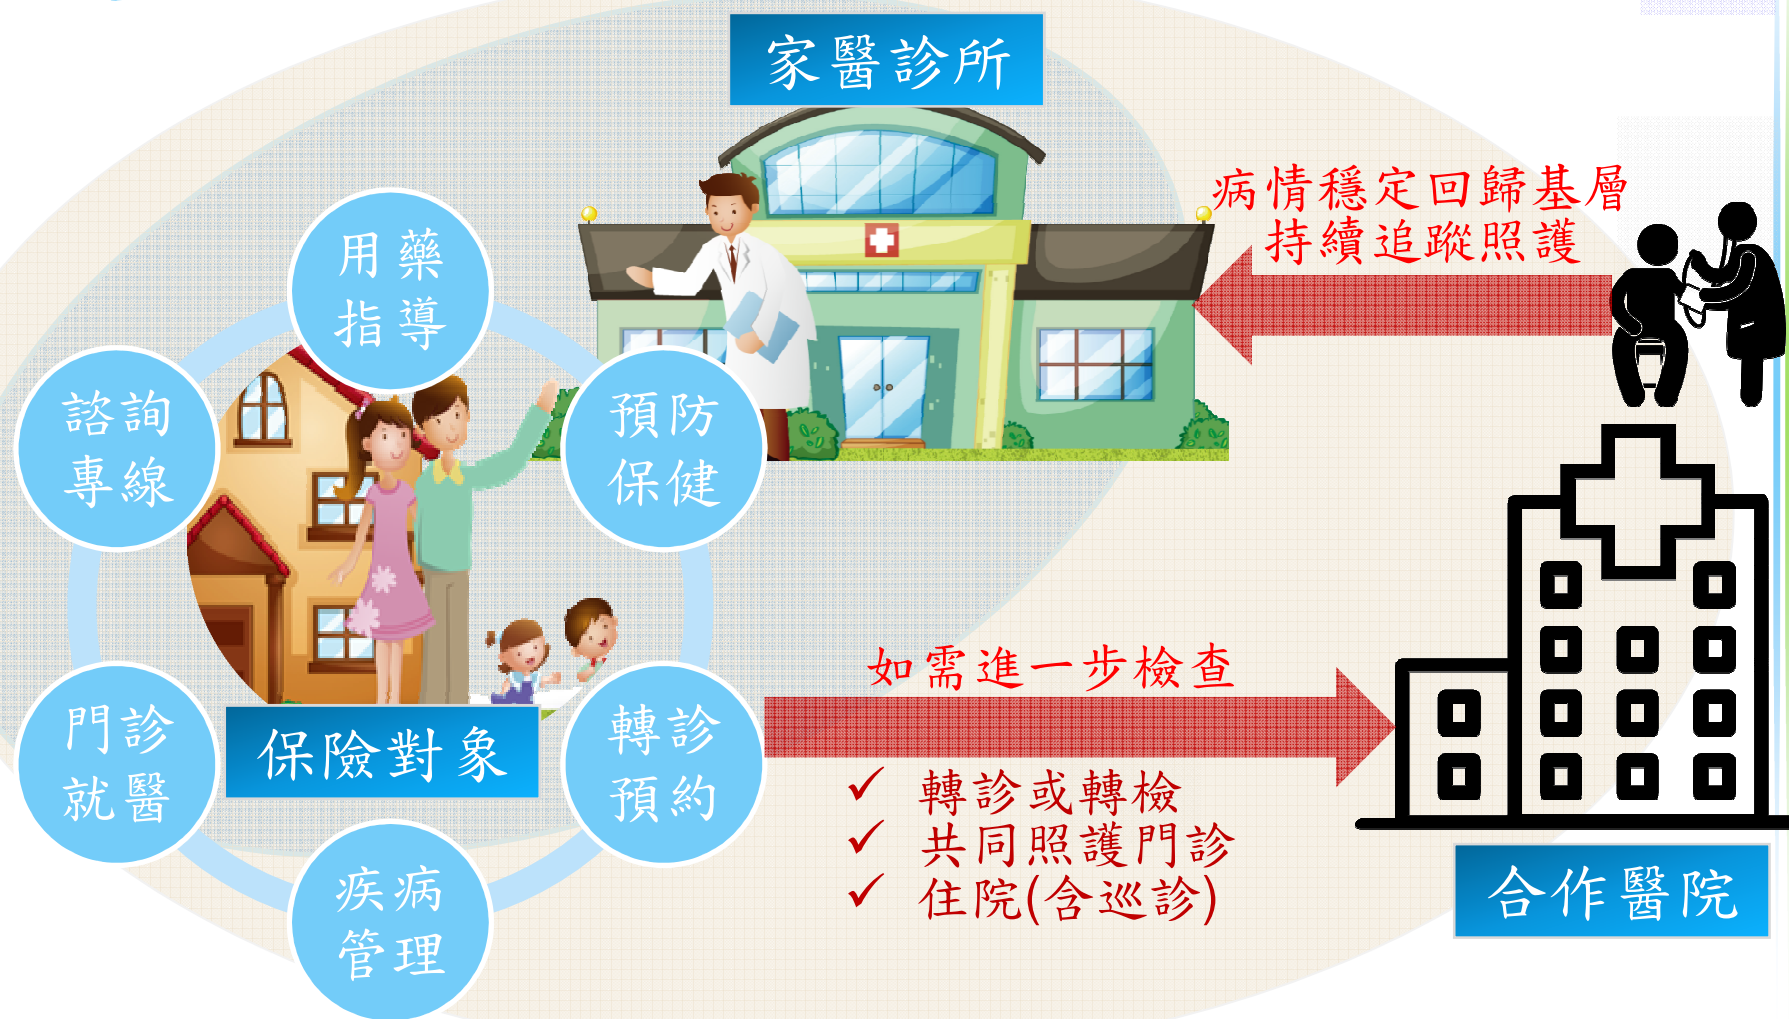 家醫診所
病情穩定回歸基層
持續追蹤照護
用藥
指導
諮詢
專線
預防
保健
如需進一步檢查
門診
就醫
保險對象
轉診
預約
轉診或轉檢
共同照護門診
住院(含巡診)
疾病
管理
合作醫院